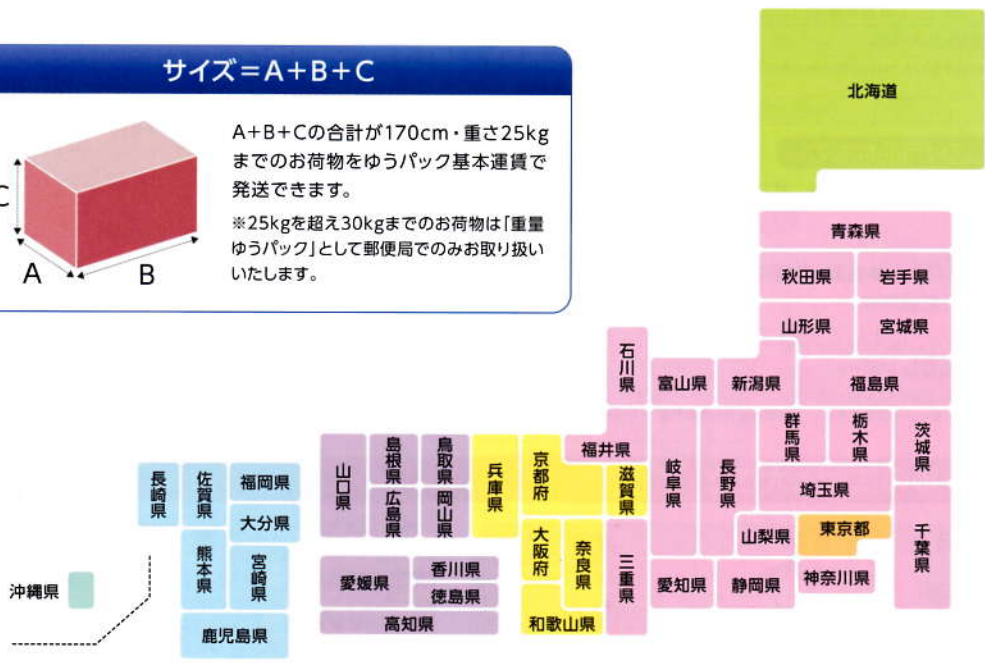 サイズ=A+B+C
A+B+Cの合計が170cm・重さ25kg
までのお荷物をゆうパック基本運賃で
発送できます。
※25kgを超え30kgまでのお荷物は「重量
ゆうパック」として郵便局でのみお取り扱い
いたします。
C
A
B
北海道
青森県
秋田県
岩手県
山形県
宮城県
石川県
富山県
新潟県
福島県
福井県
岐阜県
長野県
群馬県
栃木県
茨城県
埼玉県
山梨県
東京都
千葉県
愛知県
静岡県
神奈川県
三重県
滋賀県
京都府
兵庫県
大阪府
奈良県
和歌山県
鳥取県
島根県
岡山県
広島県
山口県
香川県
徳島県
愛媛県
高知県
福岡県
佐賀県
長崎県
大分県
熊本県
宮崎県
鹿児島県
沖縄県